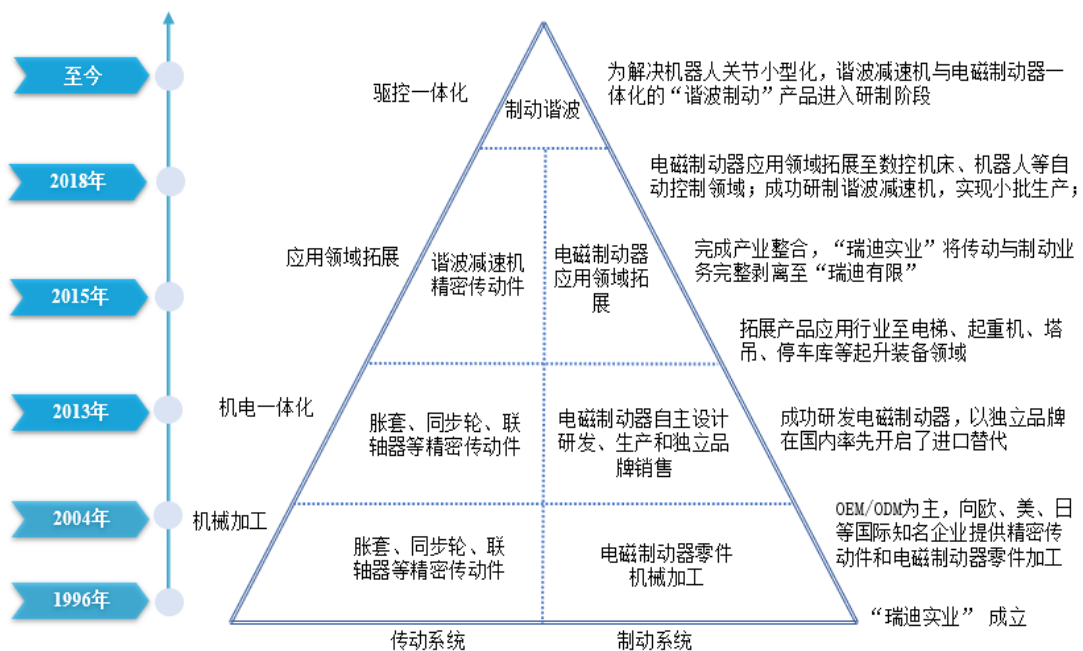 至今
驱控一体化
制动谐波
为解决机器人关节小型化，谐波减速机与电磁制动器一
体化的“谐波制动”产品进入研制阶段
2018年
电磁制动器应用领域拓展至数控机床、机器人等自
动控制领域；成功研制谐波减速机，实现小批生产；
应用领域拓展
谐波减速机
精密传动件
电磁制动器
应用领域拓
展
完成产业整合，“瑞迪实业”将传动与制动业
务完整剥离至“瑞迪有限”
2015年
拓展产品应用行业至电梯、起重机、塔
吊、停车库等起升装备领域
2013年
机电一体化
胀套、同步轮、联
轴器等精密传动件
电磁制动器自主设计
研发、生产和独立品
牌销售
成功研发电磁制动器，以独立品牌
在国内率先开启了进口替代
2004年
机械加工
胀套、同步轮、联
轴器等精密传动件
电磁制动器零件
机械加工
OEM/ODM为主，向欧、美、日
等国际知名企业提供精密传
动件和电磁制动器零件加工
1996年
“瑞迪实业” 成立
传动系统
制动系统